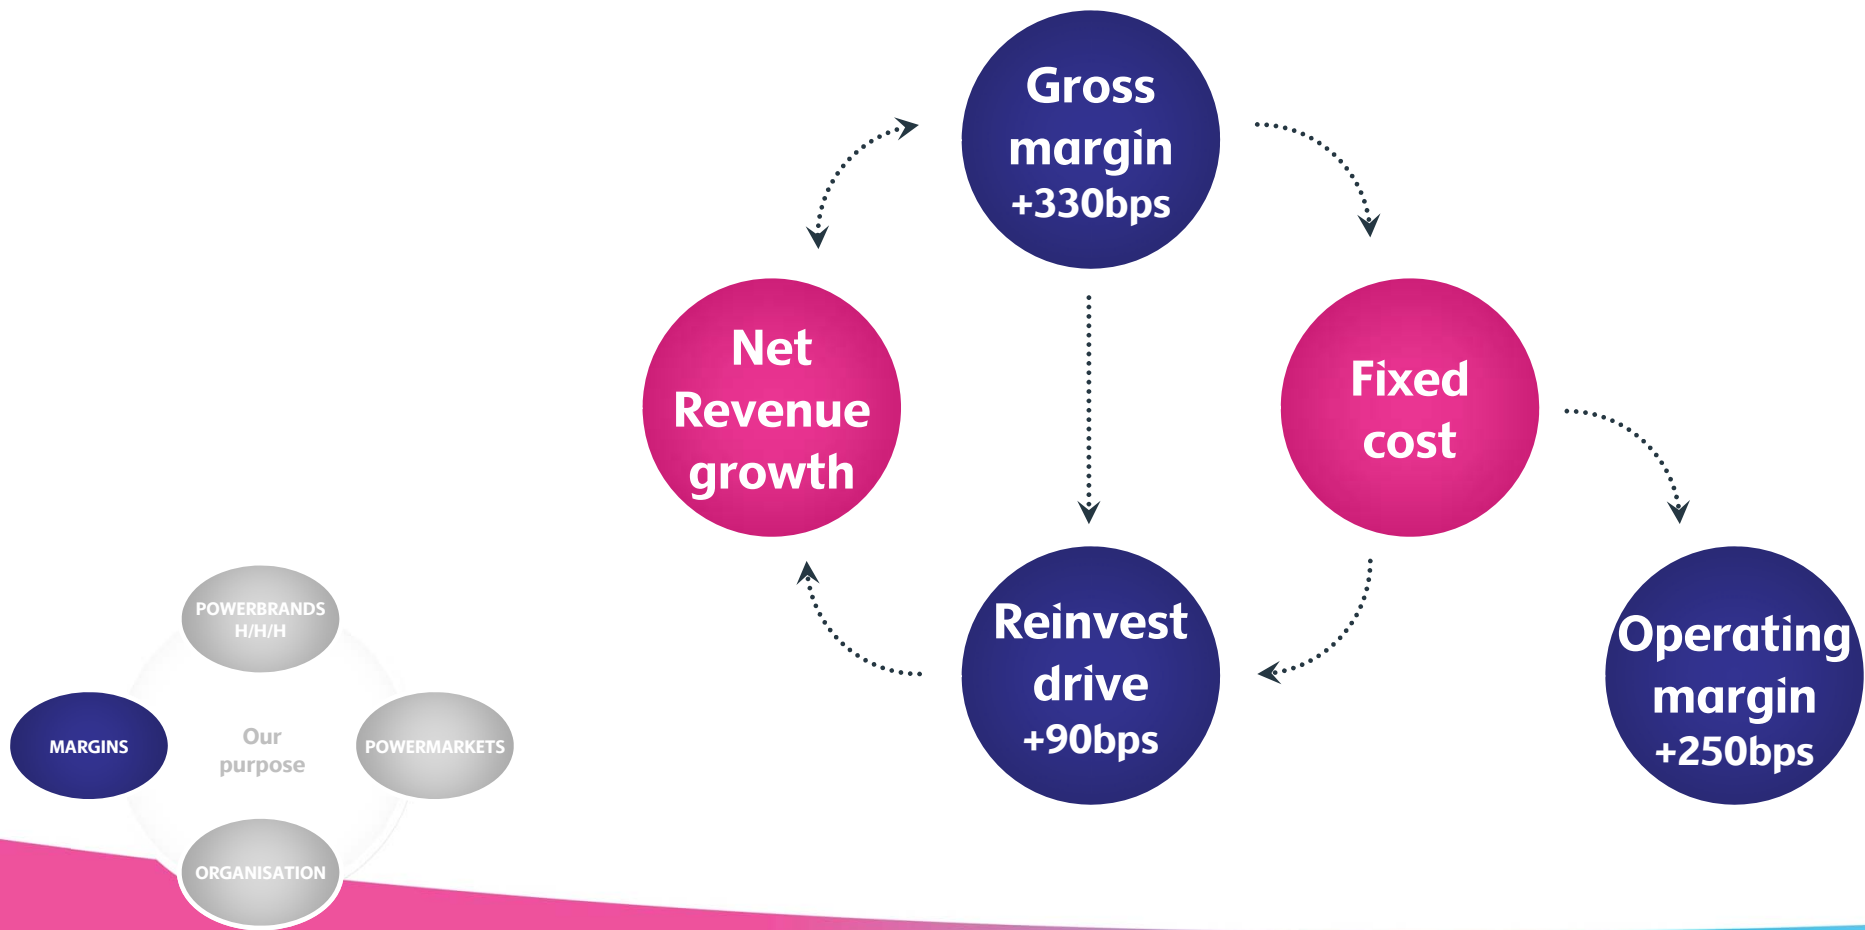 Gross
margin
+330bps
Net
Revenue
growth
Fixed
cost
Reinvest
drive
+90bps
Operating
margin
+250bps
POWERBRANDS
H/H/H
MARGINS
Our
purpose
POWERMARKETS
ORGANISATION